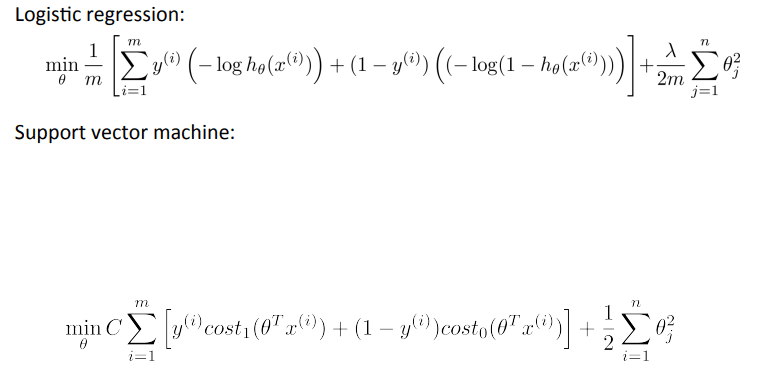 Logistic regression:
$\min_{\theta} \frac{1}{m} \left[ \sum_{i=1}^{m} y^{(i)} \left( -\log h_{\theta}(x^{(i)}) \right) + (1 - y^{(i)}) \left( (-\log(1 - h_{\theta}(x^{(i)}))) \right) \right] + \frac{\lambda}{2m} \sum_{j=1}^{n} \theta_j^2$
Support vector machine:
$\min_{\theta} C \sum_{i=1}^{m} \left[ y^{(i)} cost_1(\theta^T x^{(i)}) + (1 - y^{(i)}) cost_0(\theta^T x^{(i)}) \right] + \frac{1}{2} \sum_{i=1}^{n} \theta_j^2$